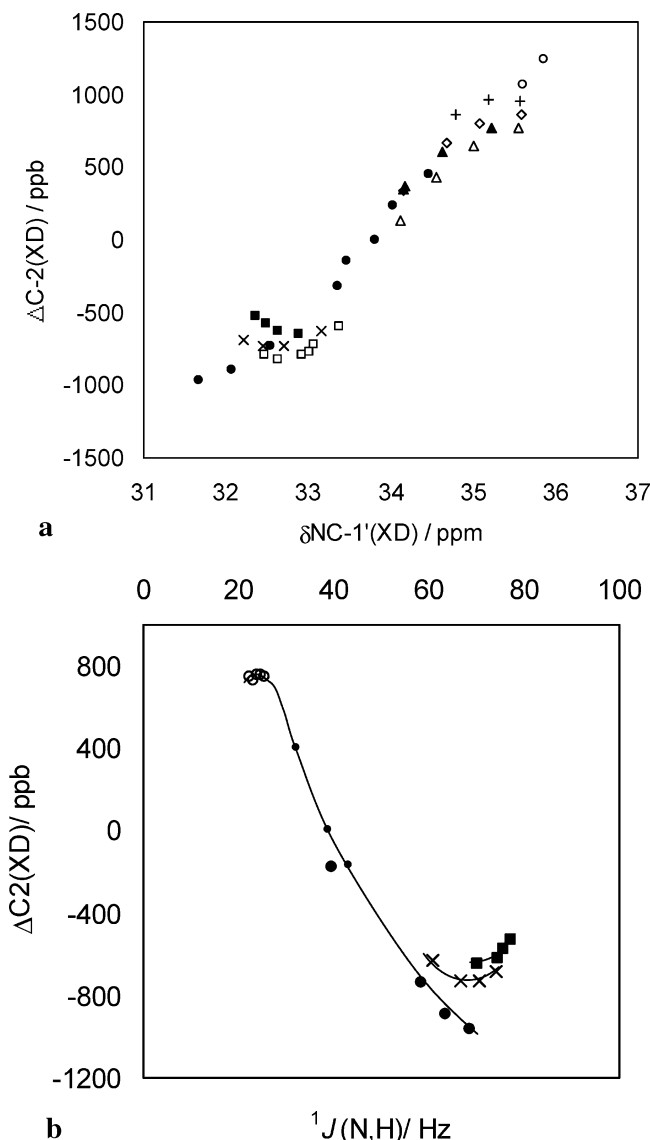 1500
1000
500
0
-500
-1000
-1500
ΔC-2(XD) / ppb
31 32 33 34 35 36 37
a δNC-1'(XD) / ppm
0 20 40 60 80 100
800
400
0
-400
-800
-1200
ΔC2(XD)/ ppb
b ¹J(N,H)/ Hz